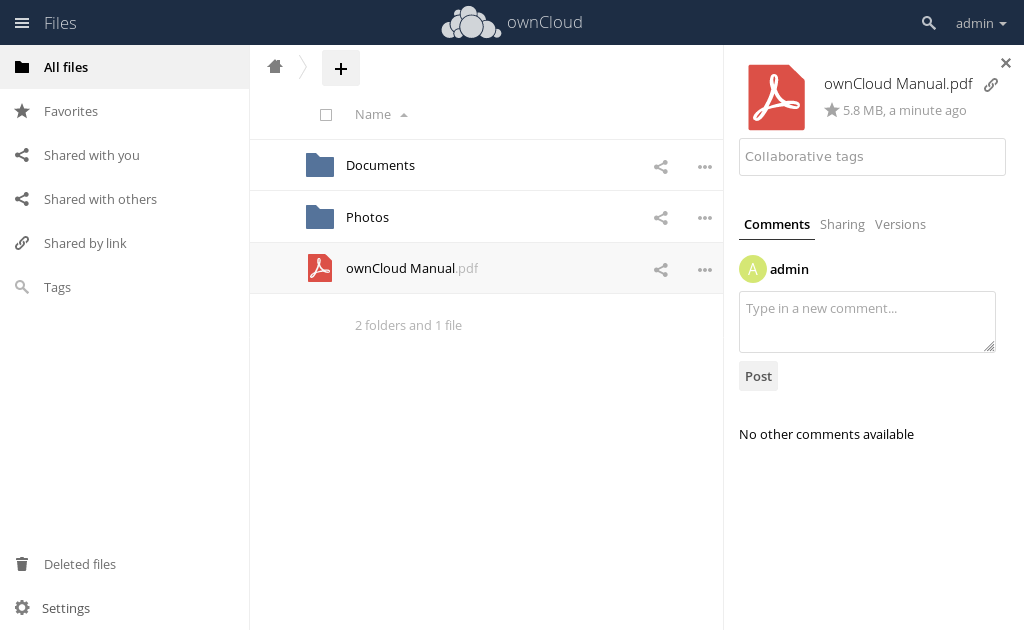 Files
ownCloud
admin
All files
Favorites
Shared with you
Shared with others
Shared by link
Tags
Deleted files
Settings
+
Name
Documents
Photos
ownCloud Manual.pdf
2 folders and 1 file
ownCloud Manual.pdf
5.8 MB, a minute ago
Collaborative tags
Comments Sharing Versions
A admin
Type in a new comment...
Post
No other comments available